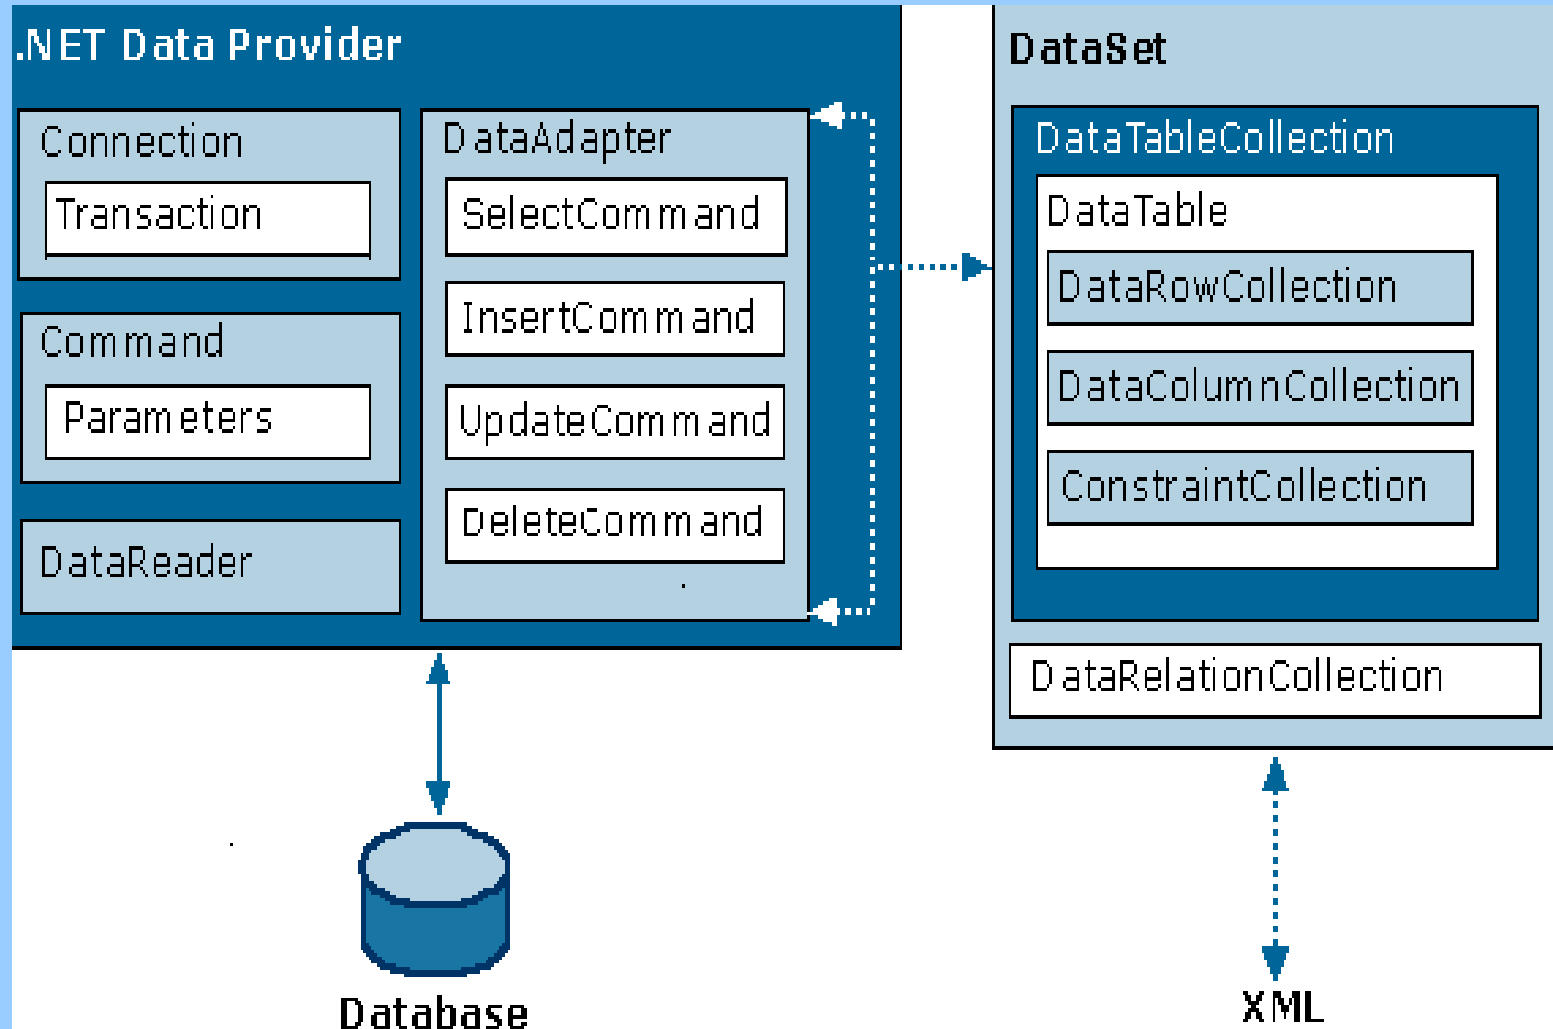 .NET Data Provider
Connection
Transaction
Command
Parameters
DataReader
DataAdapter
SelectCommand
InsertCommand
UpdateCommand
DeleteCommand
DataSet
DataTableCollection
DataTable
DataRowCollection
DataColumnCollection
ConstraintCollection
DataRelationCollection
Database
XML